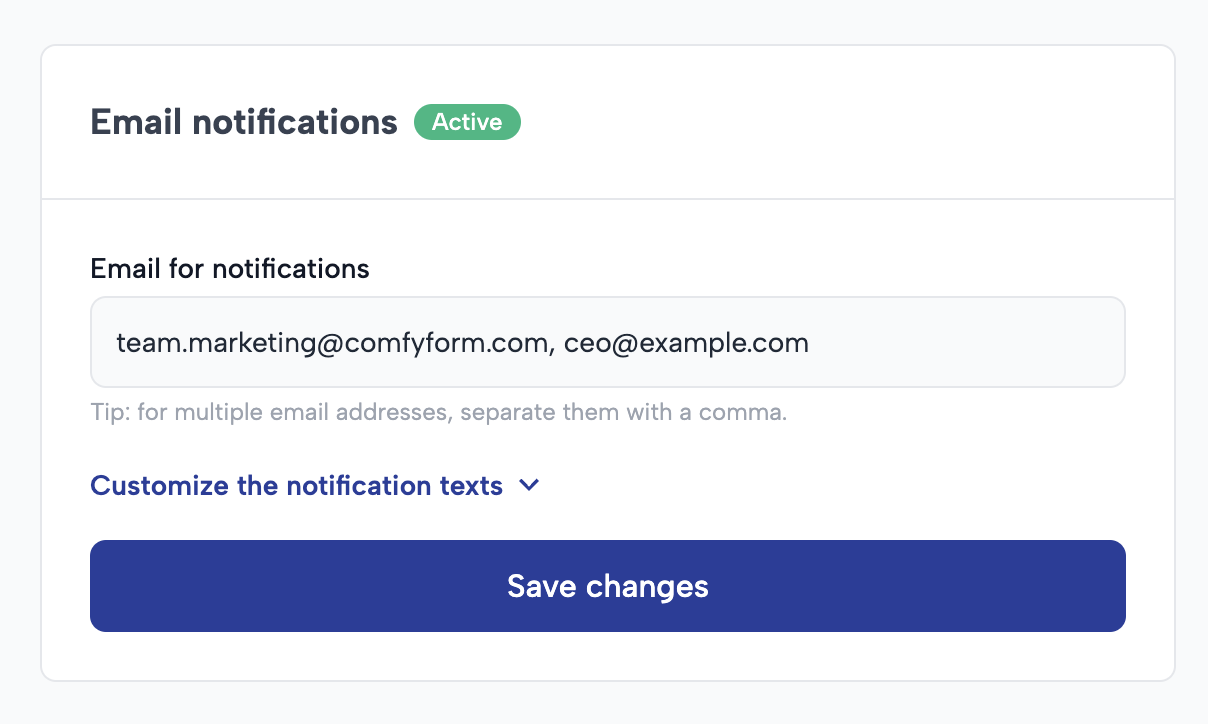 Email notifications Active
Email for notifications
team.marketing@comfyform.com, ceo@example.com
Tip: for multiple email addresses, separate them with a comma.
Customize the notification texts
Save changes